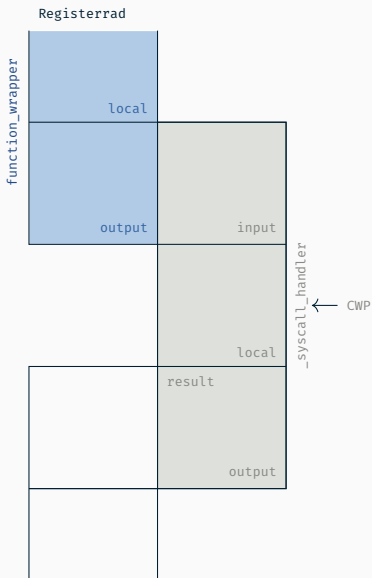 Registerrad
function_wrapper
local
output
input
_syscall_handler
CWP
local
result
output